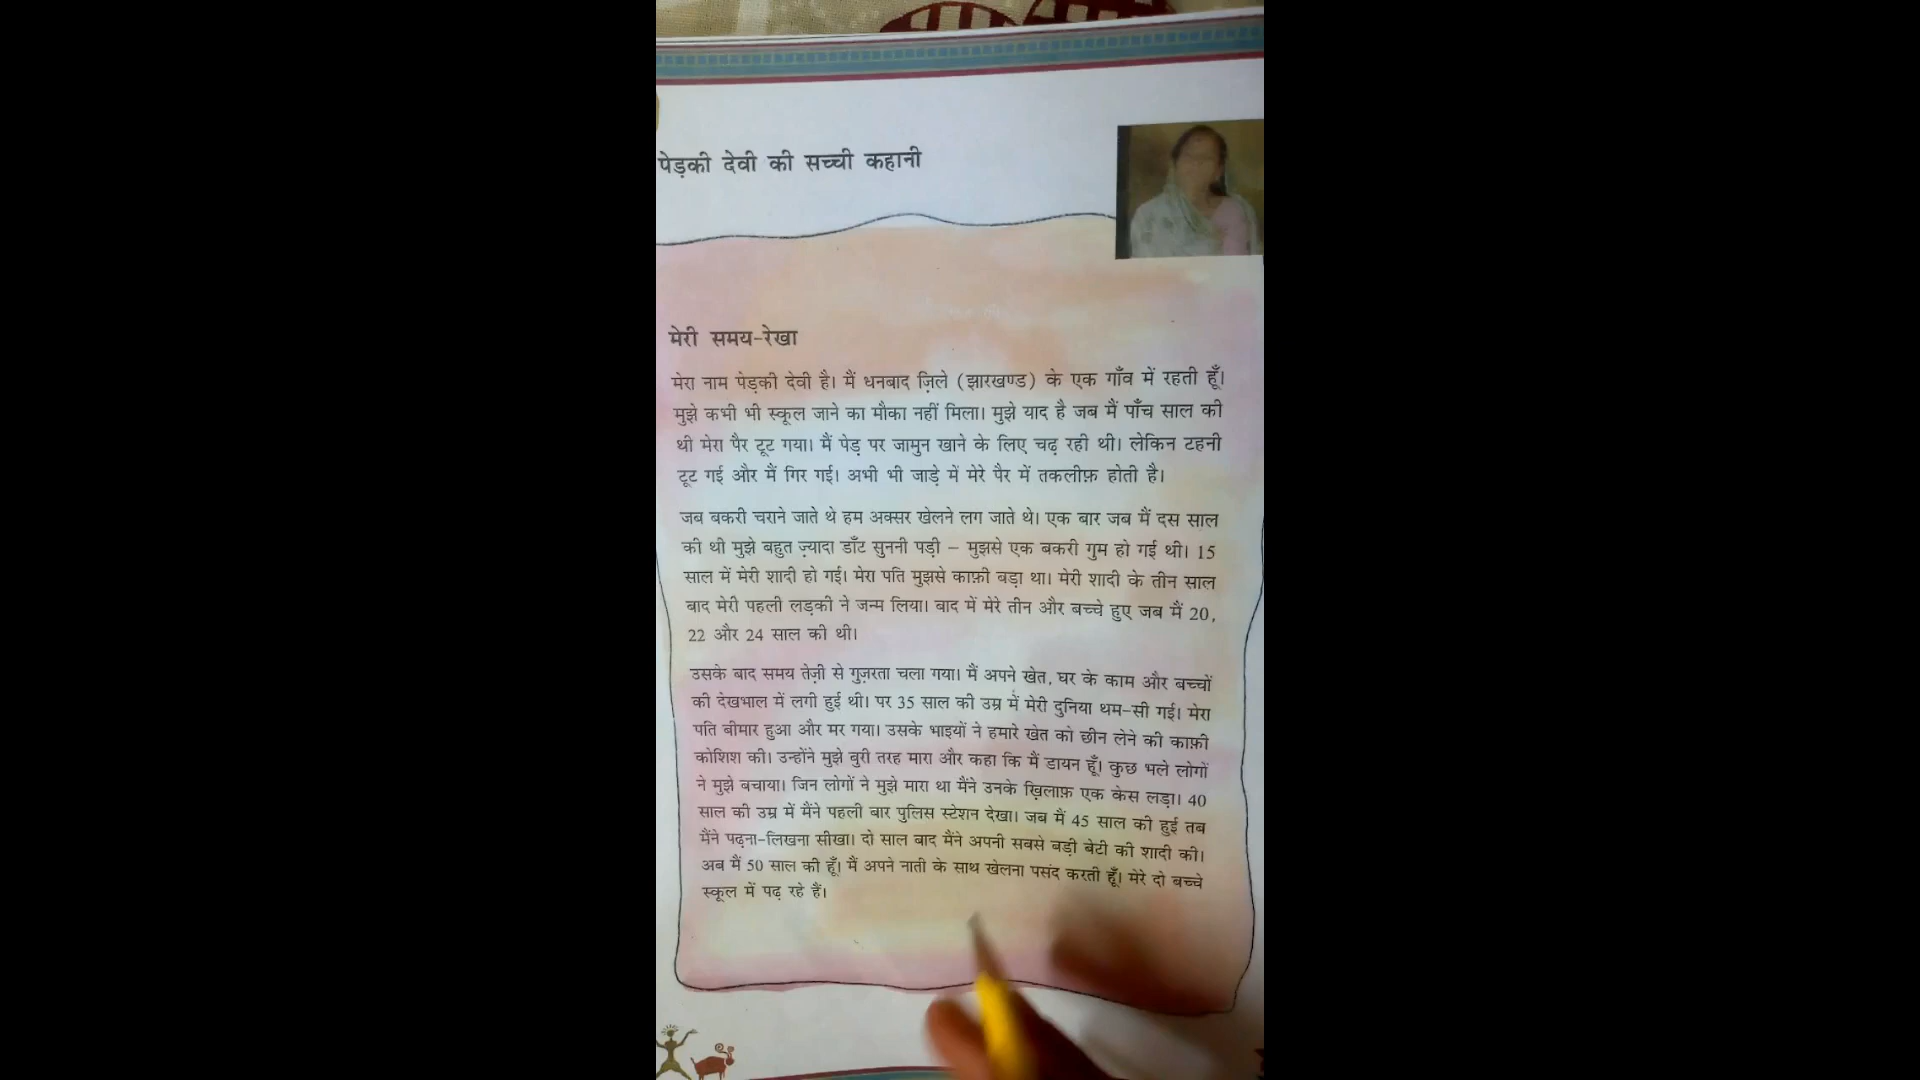 पेड़की देवी की सच्ची कहानी
मेरी समय-रेखा
मेरा नाम पेड़की देवी है। मैं धनबाद ज़िले (झारखण्ड) के एक गाँव में रहती हूँ।
मुझे कभी भी स्कूल जाने का मौका नहीं मिला। मुझे याद है जब मैं पाँच साल की
थी मेरा पैर टूट गया। मैं पेड़ पर जामुन खाने के लिए चढ़ रही थी। लेकिन टहनी
टूट गई और मैं गिर गई। अभी भी जाड़े में मेरे पैर में तकलीफ़ होती है।
जब बकरी चराने जाते थे हम अक्सर खेलने लग जाते थे। एक बार जब मैं दस साल
की थी मुझे बहुत ज़्यादा डाँट सुननी पड़ी – मुझसे एक बकरी गुम हो गई थी। 15
साल में मेरी शादी हो गई। मेरा पति मुझसे काफ़ी बड़ा था। मेरी शादी के तीन साल
बाद मेरी पहली लड़की ने जन्म लिया। बाद में मेरे तीन और बच्चे हुए जब मैं 20,
22 और 24 साल की थी।
उसके बाद समय तेज़ी से गुज़रता चला गया। मैं अपने खेत, घर के काम और बच्चों
की देखभाल में लगी हुई थी। पर 35 साल की उम्र में मेरी दुनिया थम-सी गई। मेरा
पति बीमार हुआ और मर गया। उसके भाइयों ने हमारे खेत को छीन लेने की काफ़ी
कोशिश की। उन्होंने मुझे बुरी तरह मारा और कहा कि मैं डायन हूँ। कुछ भले लोगों
ने मुझे बचाया। जिन लोगों ने मुझे मारा था मैंने उनके ख़िलाफ़ एक केस लड़ा। 40
साल की उम्र में मैंने पहली बार पुलिस स्टेशन देखा। जब मैं 45 साल की हुई तब
मैंने पढ़ना-लिखना सीखा। दो साल बाद मैंने अपनी सबसे बड़ी बेटी की शादी की।
अब मैं 50 साल की हूँ। मैं अपने नाती के साथ खेलना पसंद करती हूँ। मेरे दो बच्चे
स्कूल में पढ़ रहे हैं।